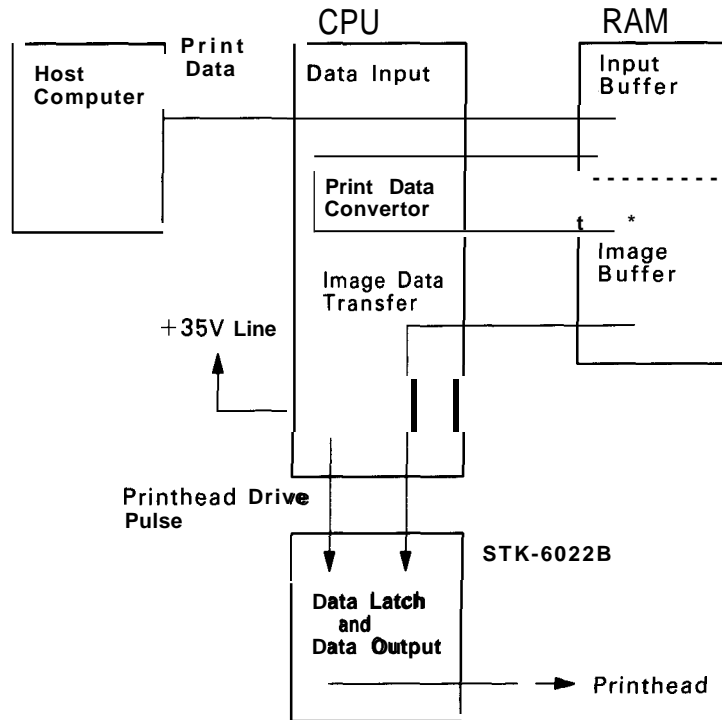 CPU
RAM
Print
Data
Host
Computer
Data Input
Input
Buffer
Print Data
Convertor
t *
Image
Buffer
Image Data
Transfer
+35V Line
Printhead Drive
Pulse
STK-6022B
Data Latch
and
Data Output
Printhead